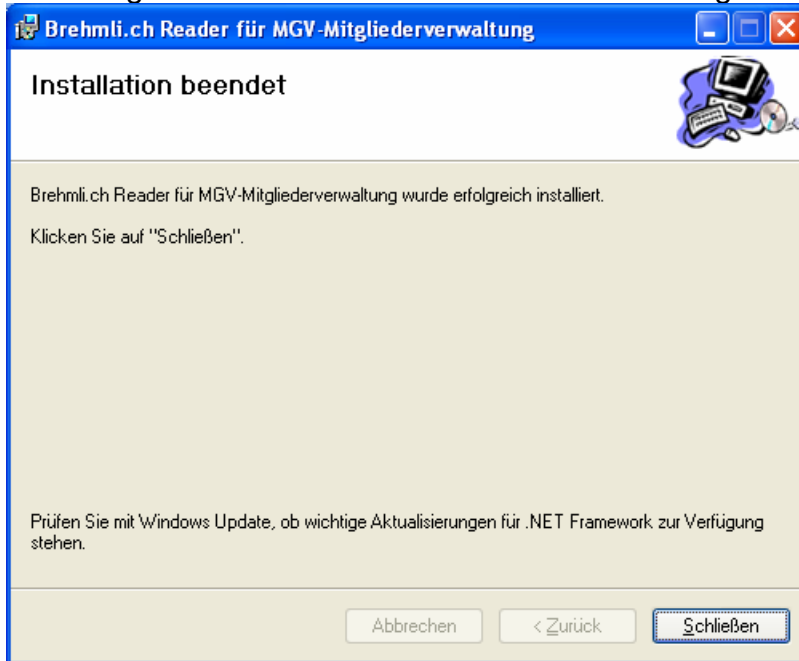 Brehmli.ch Reader für MGV-Mitgliederverwaltung
Installation beendet
Brehmli.ch Reader für MGV-Mitgliederverwaltung wurde erfolgreich installiert.
Klicken Sie auf "Schließen".
Prüfen Sie mit Windows Update, ob wichtige Aktualisierungen für .NET Framework zur Verfügung
stehen.
Abbrechen < Zurück Schließen